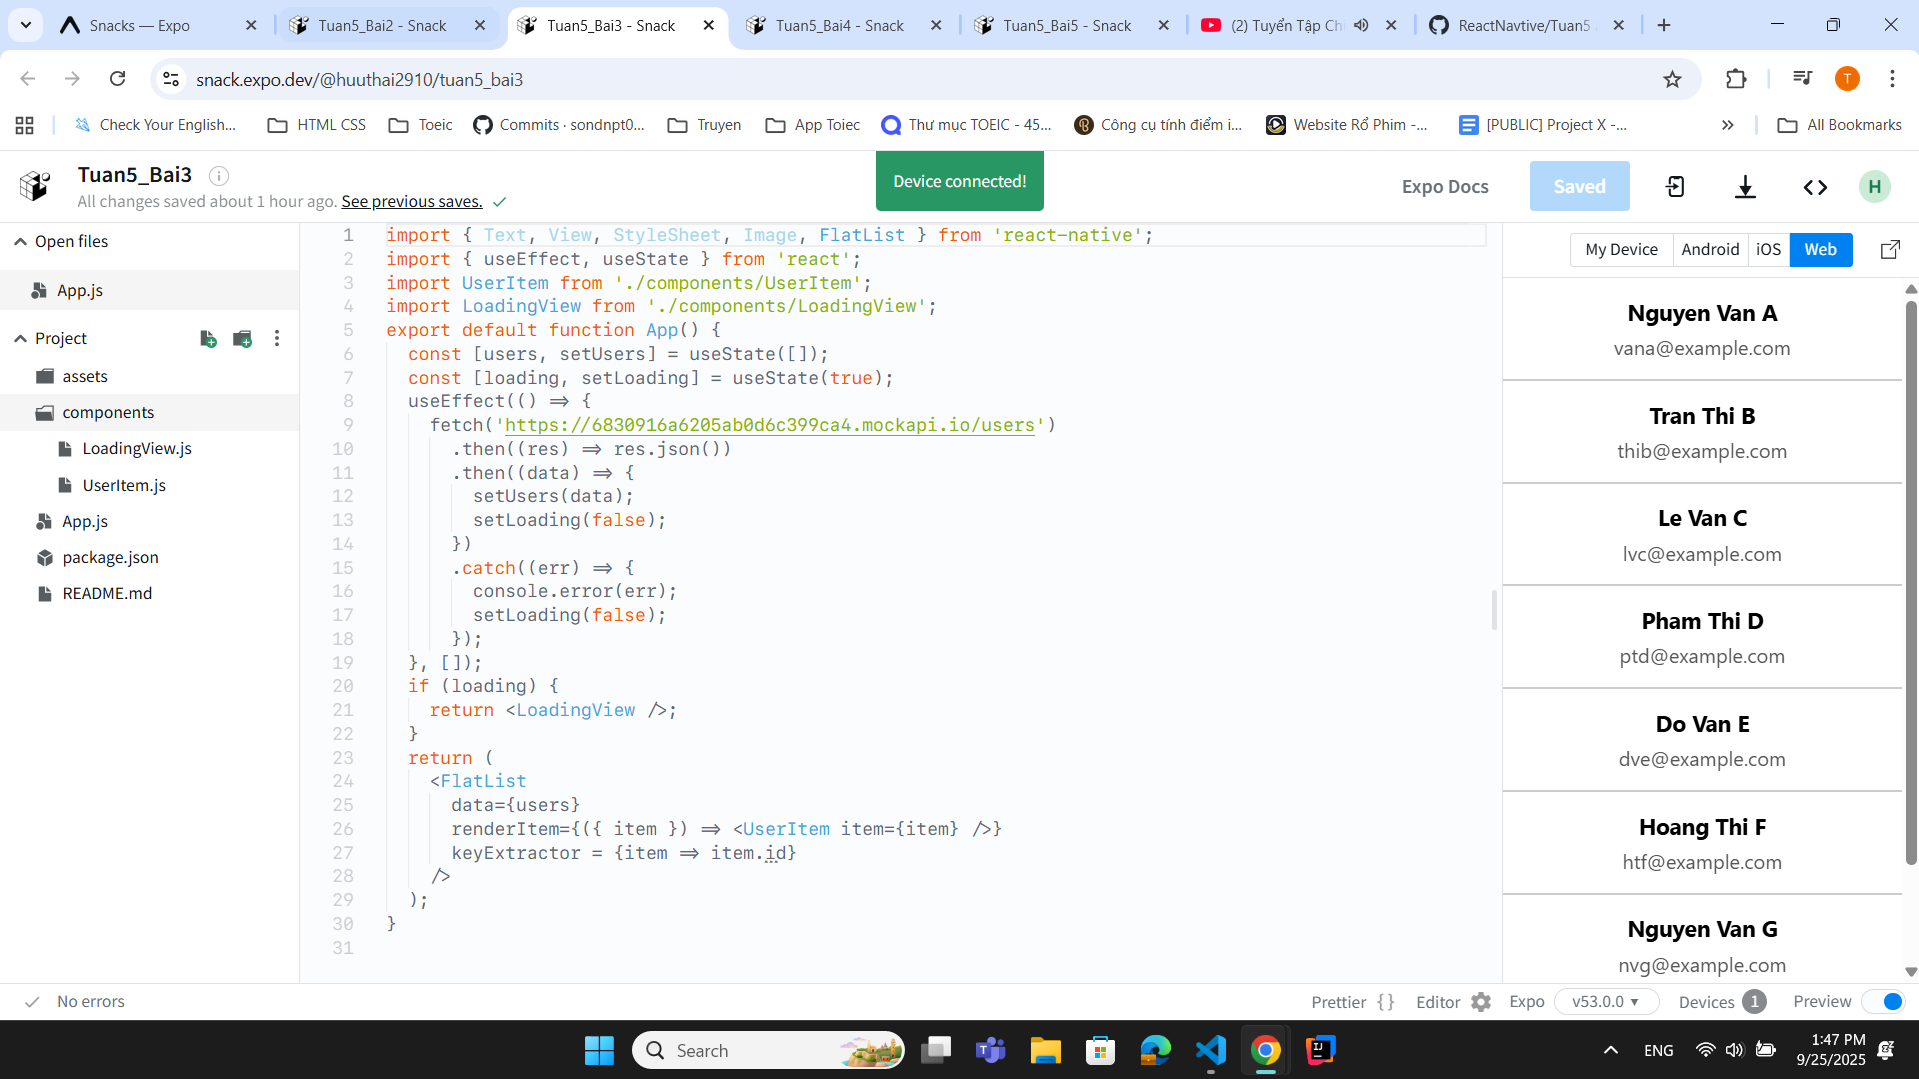 Snacks — Expo
Tuan5_Bai2 - Snack
Tuan5_Bai3 - Snack
Tuan5_Bai4 - Snack
Tuan5_Bai5 - Snack
(2) Tuyển Tập Ch
ReactNavtive/Tuan5
snack.expo.dev/@huuthai2910/tuan5_bai3
T
Check Your English...
HTML CSS
Toeic
Commits · sondnpt0...
Truyen
App Toiec
Thư mục TOEIC - 45...
Công cụ tính điểm i...
Website Rổ Phim -...
[PUBLIC] Project X -...
All Bookmarks
Tuan5_Bai3
All changes saved about 1 hour ago. See previous saves.
Device connected!
Expo Docs
Saved
H
Open files
App.js
Project
assets
components
LoadingView.js
UserItem.js
App.js
package.json
README.md
1 import { Text, View, StyleSheet, Image, FlatList } from 'react-native';
2 import { useEffect, useState } from 'react';
3 import UserItem from './components/UserItem';
4 import LoadingView from './components/LoadingView';
5 export default function App() {
6 const [users, setUsers] = useState([]);
7 const [loading, setLoading] = useState(true);
8 useEffect(() => {
9 fetch('https://6830916a6205ab0d6c399ca4.mockapi.io/users')
10 .then((res) => res.json())
11 .then((data) => {
12 setUsers(data);
13 setLoading(false);
14 })
15 .catch((err) => {
16 console.error(err);
17 setLoading(false);
18 });
19 }, []);
20 if (loading) {
21 return <LoadingView />;
22 }
23 return (
24 <FlatList
25 data={users}
26 renderItem={({ item }) => <UserItem item={item} />}
27 keyExtractor = {item => item.id}
28 />
29 );
30 }
31
My Device
Android
iOS
Web
Nguyen Van A
vana@example.com
Tran Thi B
thib@example.com
Le Van C
lvc@example.com
Pham Thi D
ptd@example.com
Do Van E
dve@example.com
Hoang Thi F
htf@example.com
Nguyen Van G
nvg@example.com
No errors
Prettier {}
Editor
Expo
v53.0.0
Devices 1
Preview
Search
ENG
1:47 PM
9/25/2025